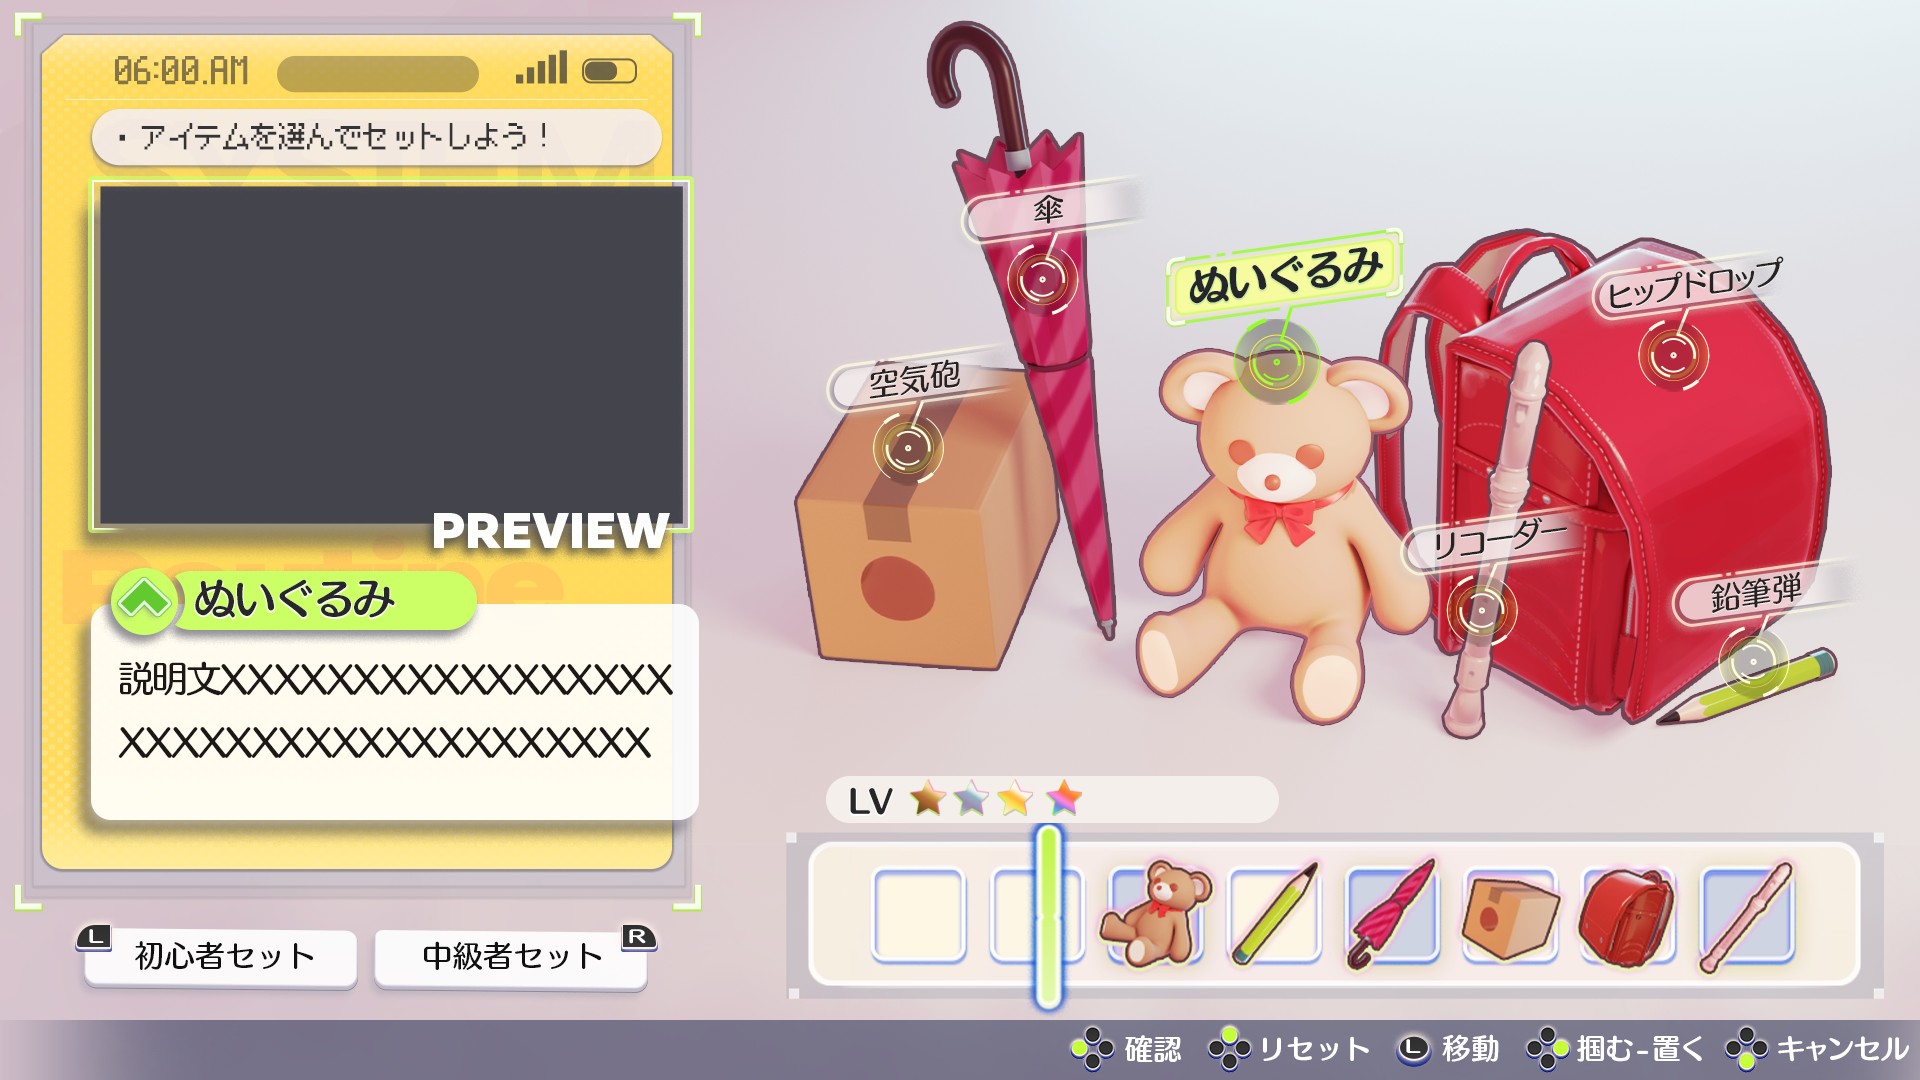 06:00.AM
・アイテムを選んでセットしよう！
PREVIEW
ぬいぐるみ
説明文XXXXXXXXXXXXXXXXX
XXXXXXXXXXXXXXXXXXXX
L
初心者セット
中級者セット
R
傘
ぬいぐるみ
ヒップドロップ
空気砲
リコーダー
鉛筆弾
LV
確認
リセット
L
移動
掴む-置く
キャンセル